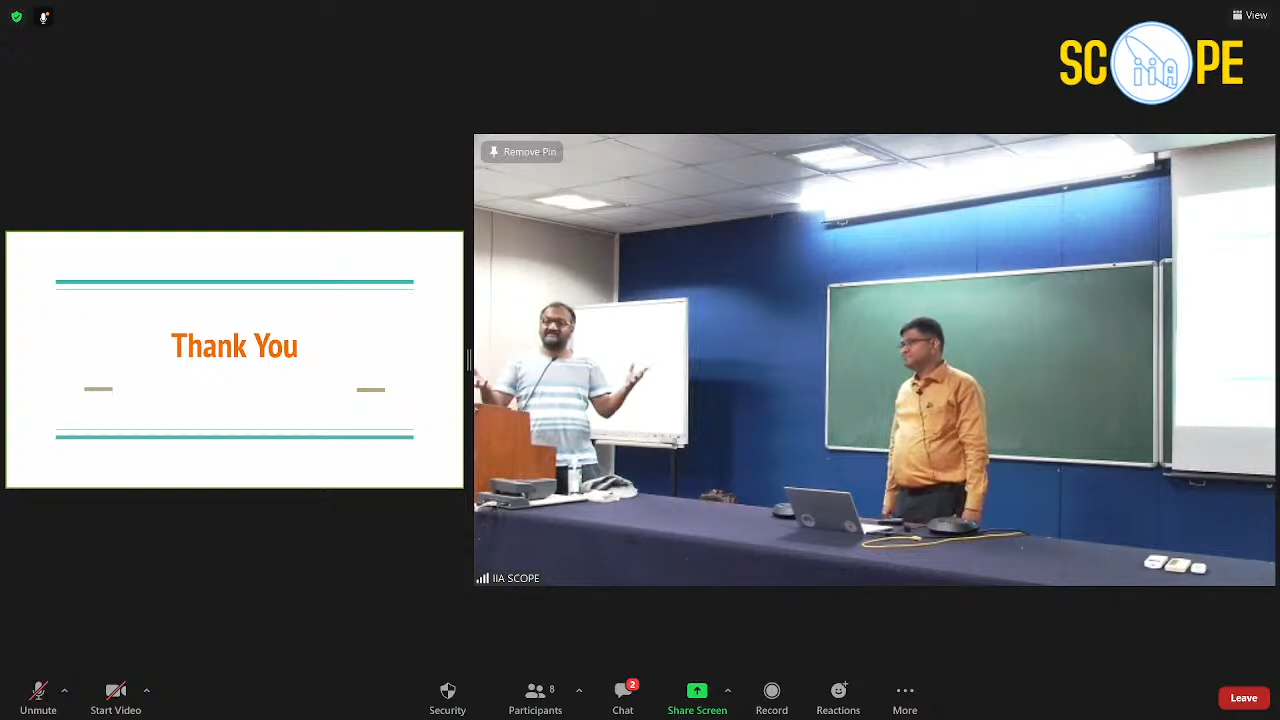 View
SC iiA PE
Remove Pin
Thank You
IIA SCOPE
Unmute
Start Video
Security
8
Participants
2
Chat
Share Screen
Record
Reactions
More
Leave